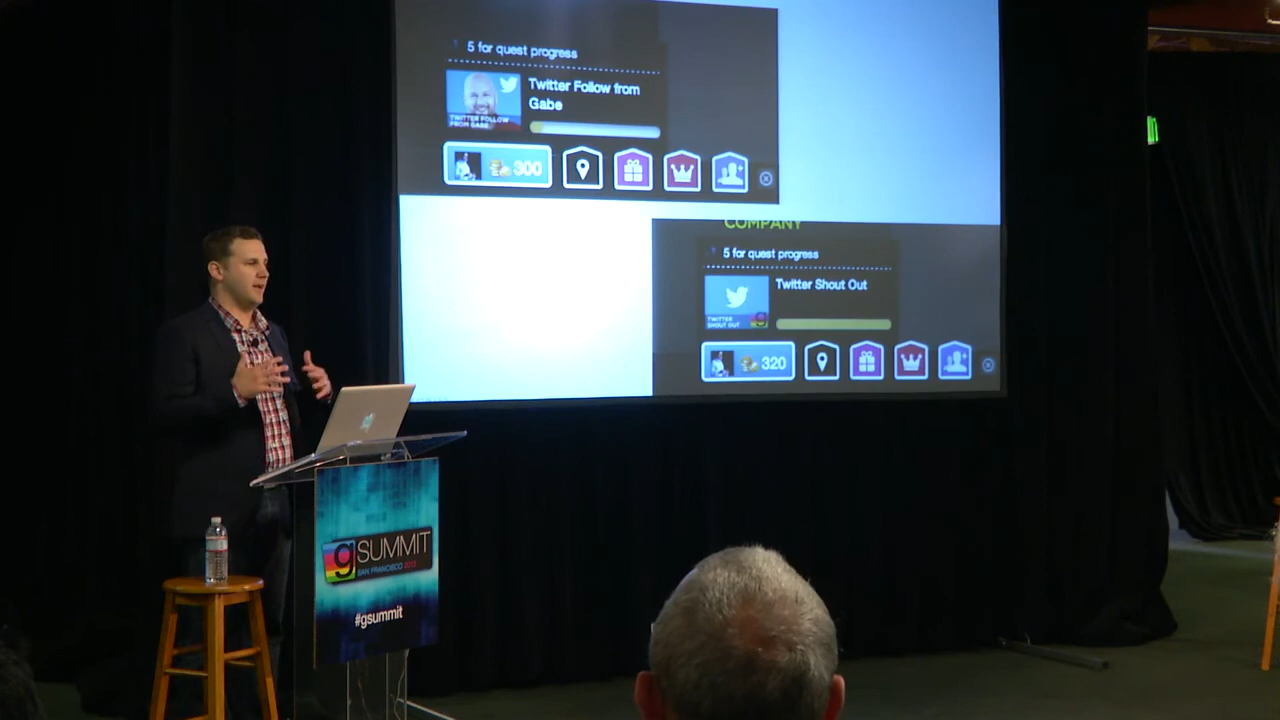 5 for quest progress
Twitter Follow from
Gabe
TWITTER FOLLOW
FROM GABE
300
COMPANY
5 for quest progress
Twitter Shout Out
TWITTER
SHOUT OUT
g
320
g SUMMIT
SAN FRANCISCO 2013
#gsummit